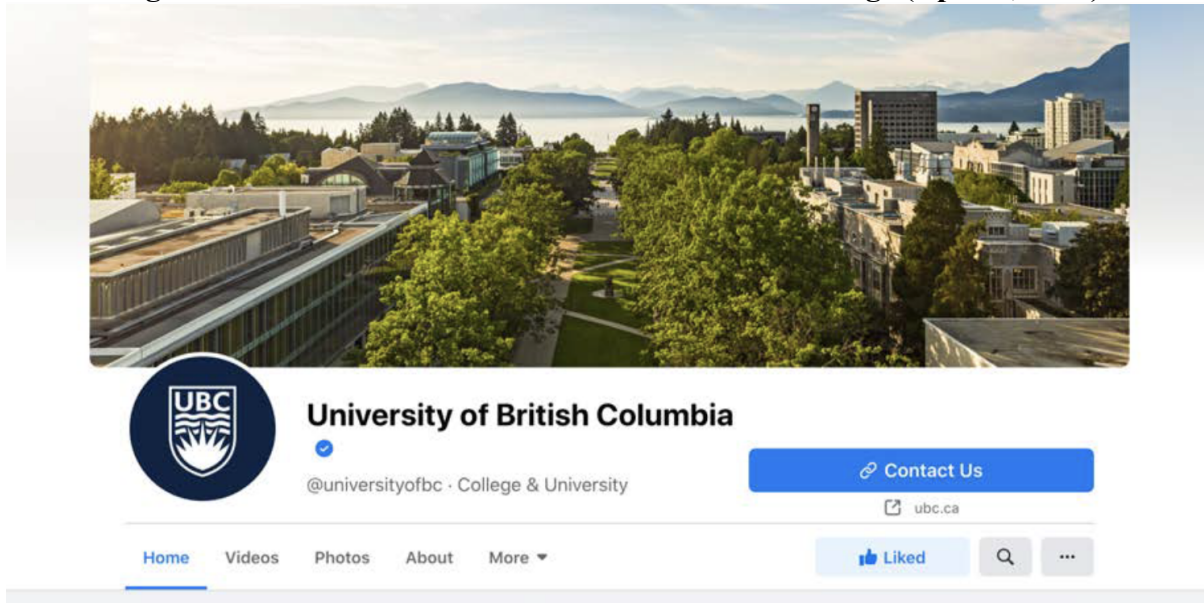 UBC
University of British Columbia
@universityofbc · College & University
Contact Us
ubc.ca
Home Videos Photos About More
Liked